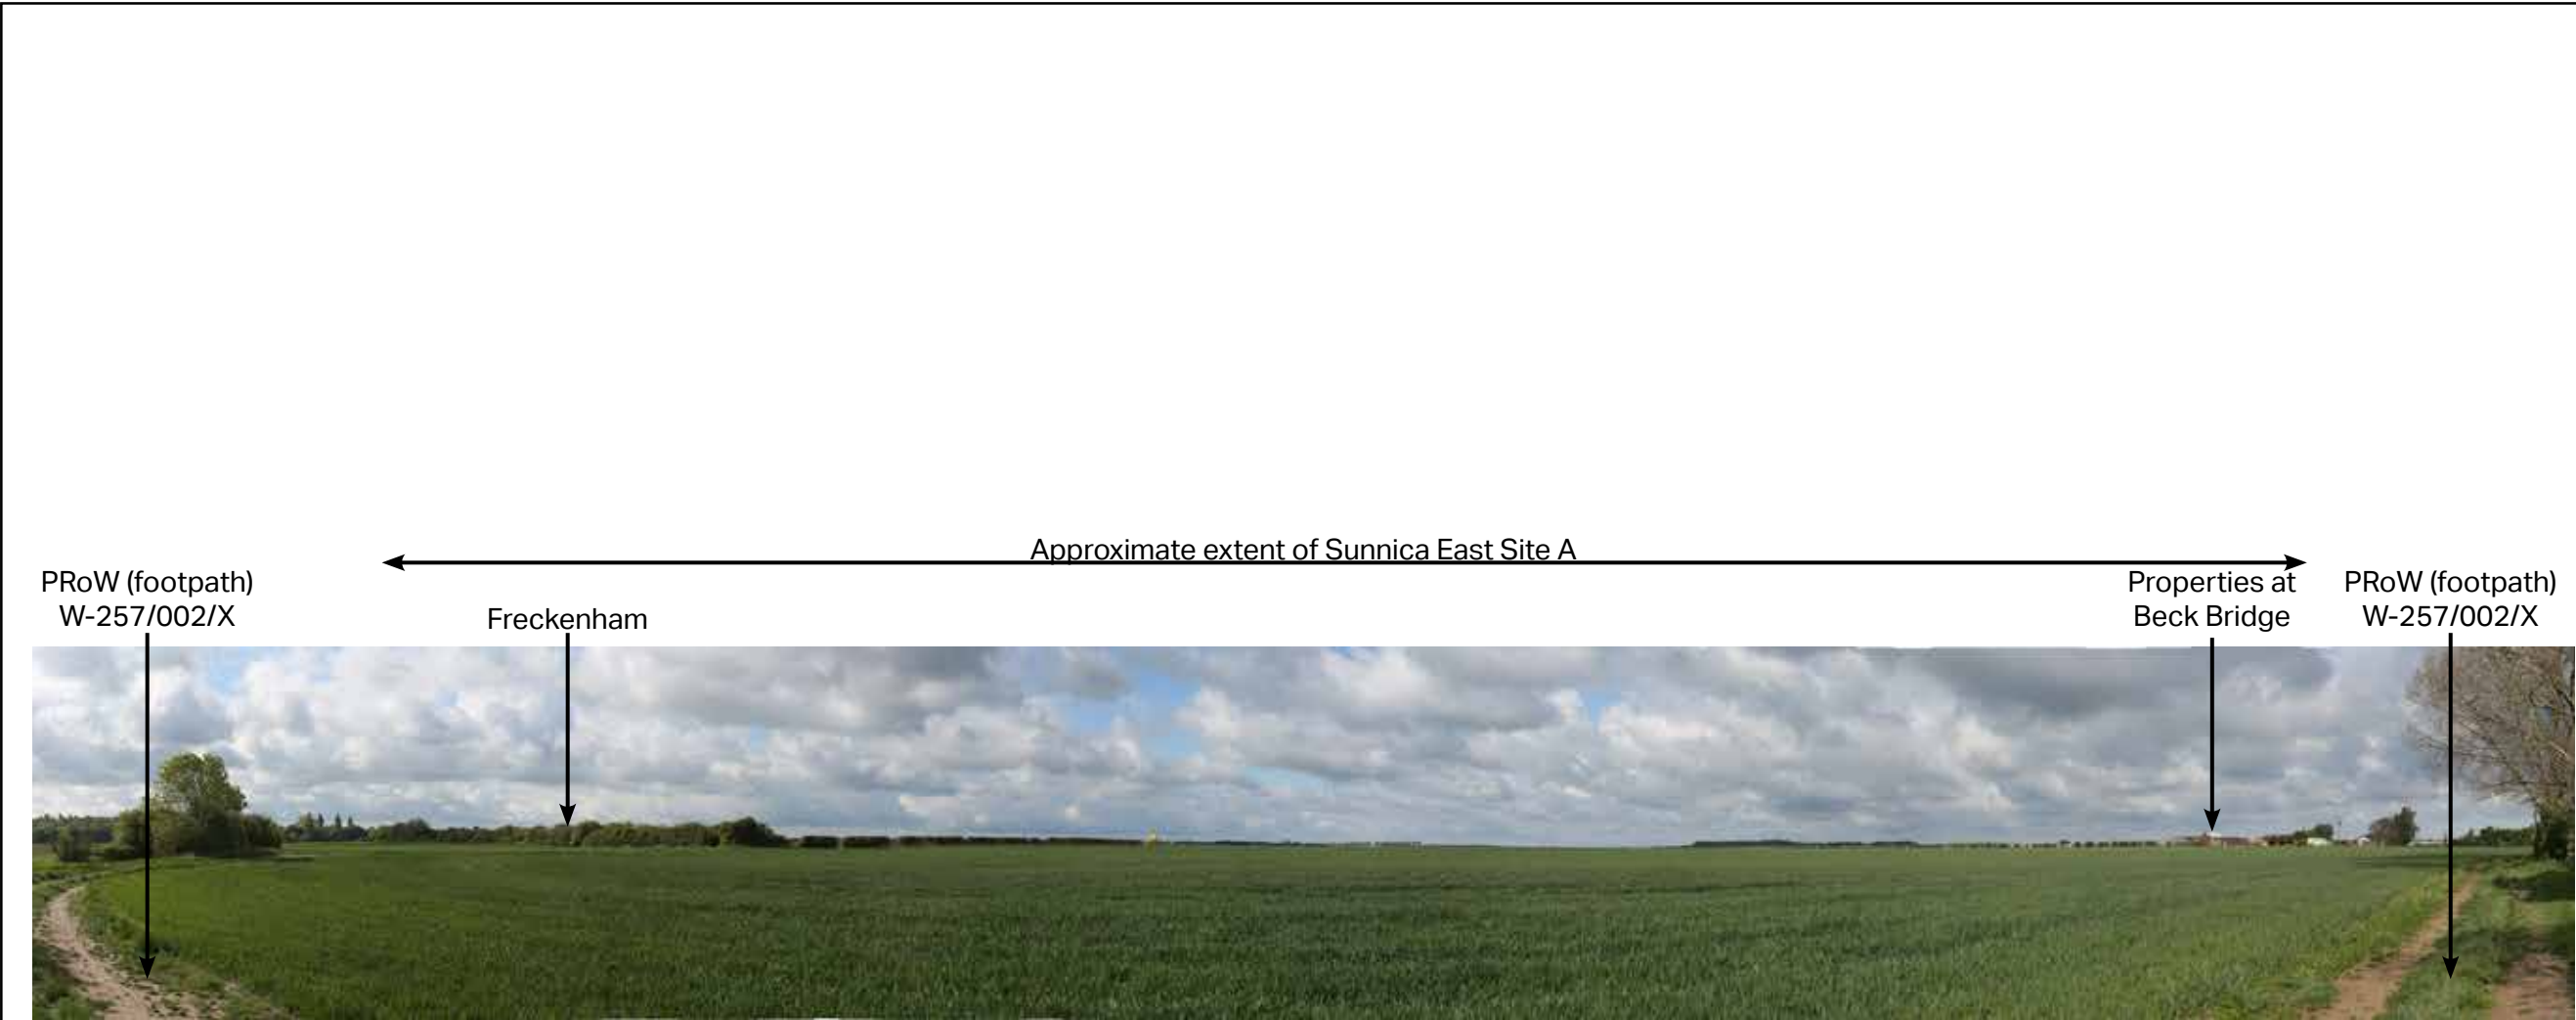 Approximate extent of Sunnica East Site A
PRoW (footpath)
W-257/002/X
Freckenham
Properties at
Beck Bridge
PRoW (footpath)
W-257/002/X